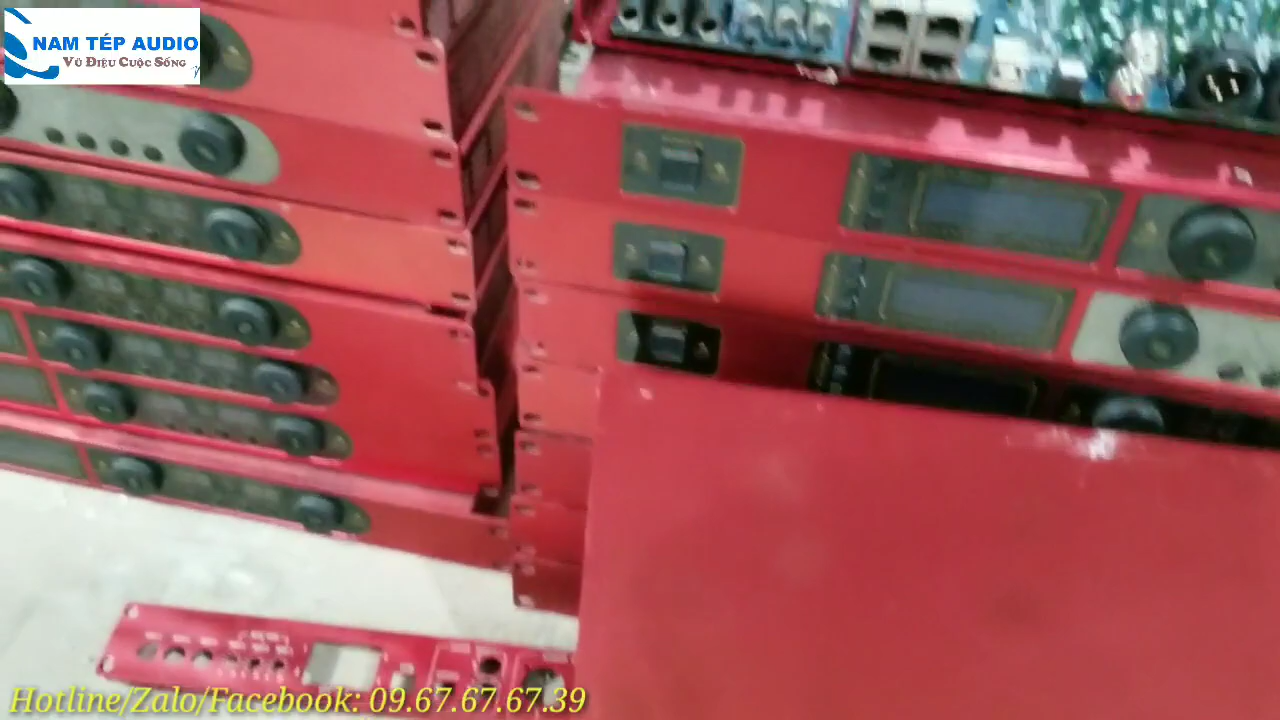 NAM TÉP AUDIO
Vũ Điệu Cuộc Sống
Hotline/Zalo/Facebook: 09.67.67.67.39